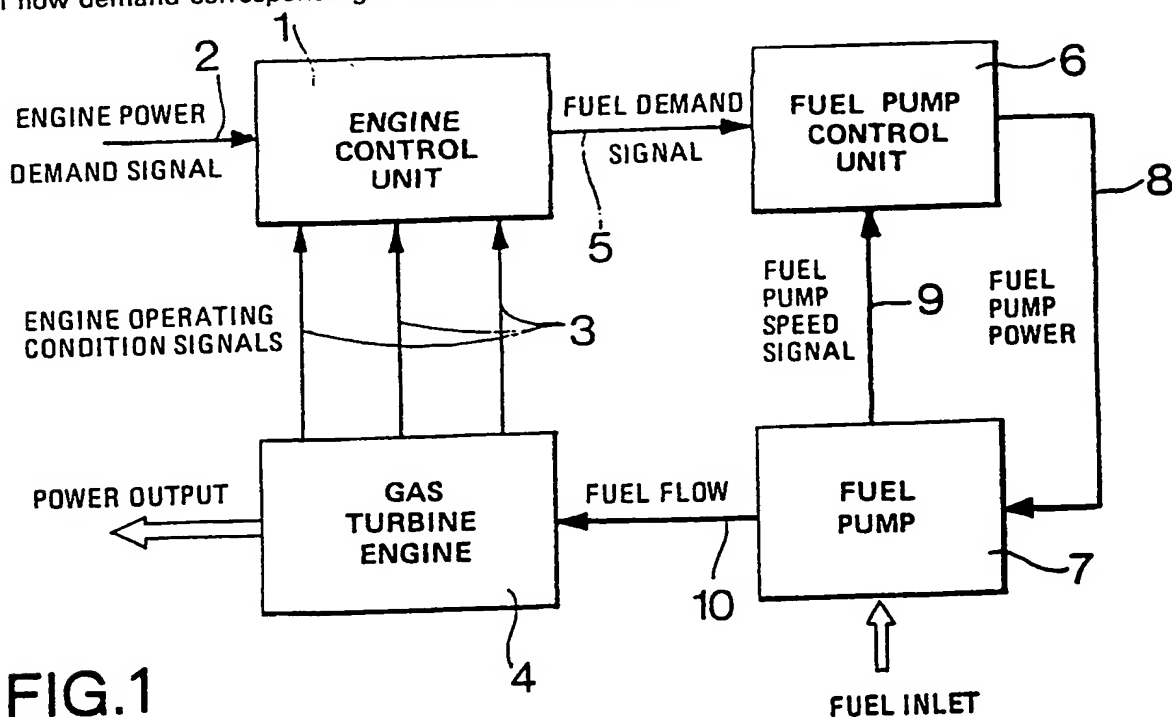 1
2
6
ENGINE POWER
DEMAND SIGNAL
ENGINE
CONTROL
UNIT
FUEL DEMAND
SIGNAL
5
FUEL PUMP
CONTROL
UNIT
8
ENGINE OPERATING
CONDITION SIGNALS
3
FUEL
PUMP
SPEED
SIGNAL
9
FUEL
PUMP
POWER
POWER OUTPUT
GAS
TURBINE
ENGINE
FUEL FLOW
10
FUEL
PUMP
7
4
FIG.1
FUEL INLET